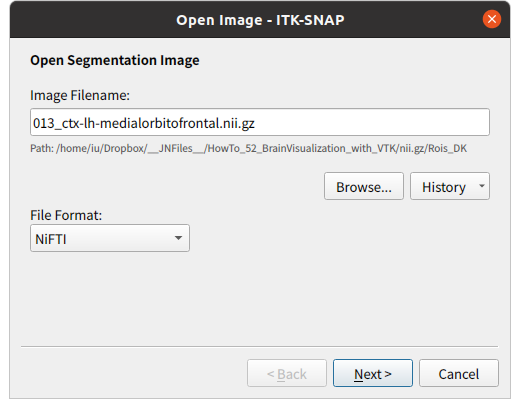 Open Image - ITK-SNAP
Open Segmentation Image
Image Filename:
013_ctx-lh-medialorbitofrontal.nii.gz
Path: /home/iu/Dropbox/__JNFiles__/HowTo_52_BrainVisualization_with_VTK/nii.gz/Rois_DK
Browse... History
File Format:
NiFTI
< Back Next > Cancel